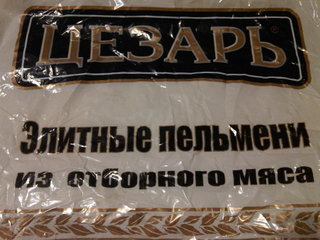 ЦЕЗАРЬ
Элитные пельмени
из отборного мяса